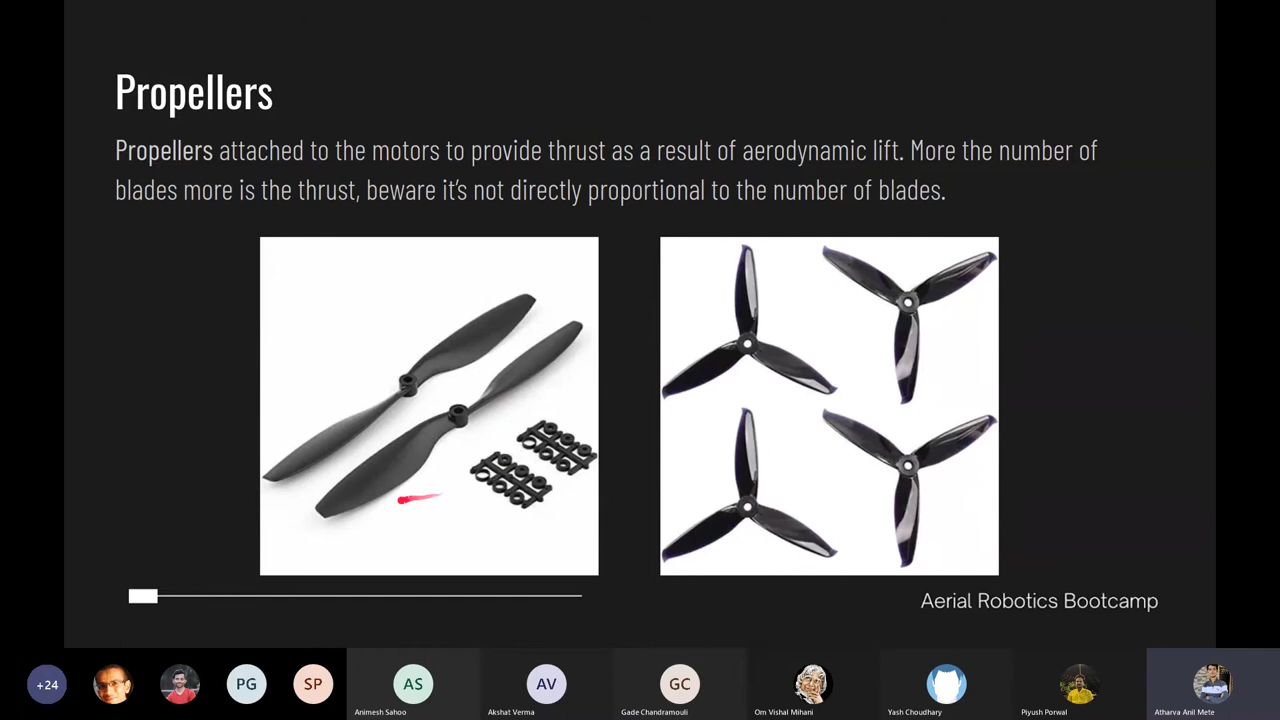 Propellers
Propellers attached to the motors to provide thrust as a result of aerodynamic lift. More the number of
blades more is the thrust, beware it's not directly proportional to the number of blades.
Aerial Robotics Bootcamp
+24
PG
SP
AS
AV
GC
Animesh Sahoo
Akshat Verma
Gade Chandramouli
Om Vishal Mihani
Yash Choudhary
Piyush Porwal
Atharva Anil Mete